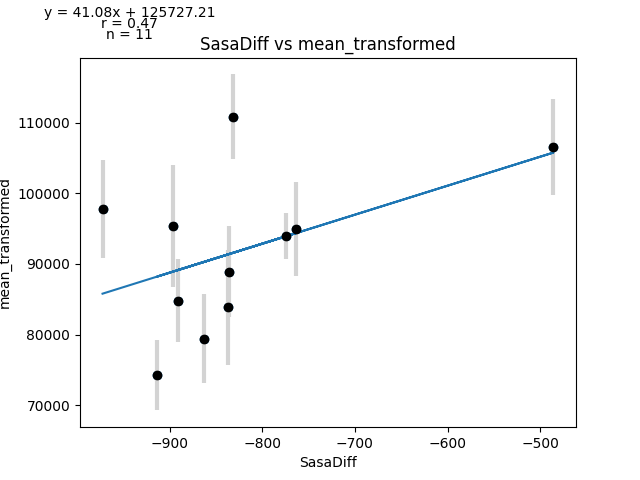 y = 41.08x + 125727.21
r = 0.47
n = 11
SasaDiff vs mean_transformed
110000
100000
90000
80000
70000
mean_transformed
−900
−800
−700
−600
−500
SasaDiff